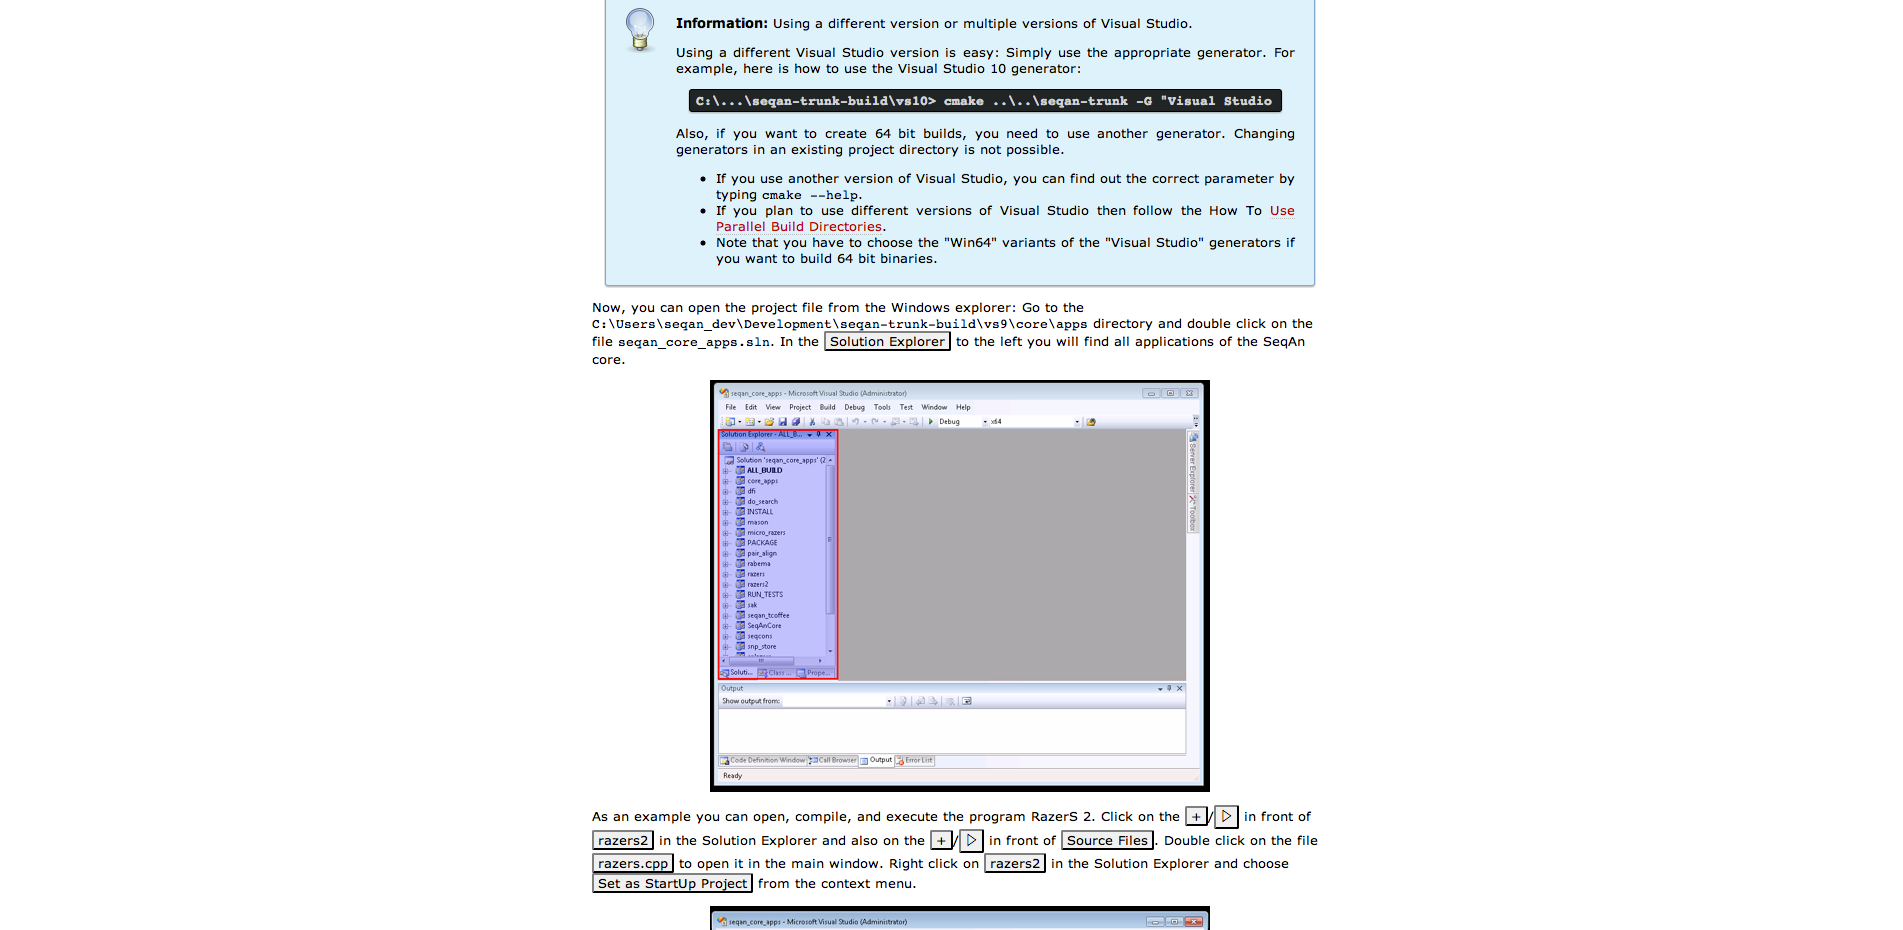 Information: Using a different version or multiple versions of Visual Studio.
Using a different Visual Studio version is easy: Simply use the appropriate generator. For
example, here is how to use the Visual Studio 10 generator:
C:\...\seqan-trunk-build\vs10> cmake ..\..\seqan-trunk -G "Visual Studio
Also, if you want to create 64 bit builds, you need to use another generator. Changing
generators in an existing project directory is not possible.
• If you use another version of Visual Studio, you can find out the correct parameter by
typing cmake --help.
• If you plan to use different versions of Visual Studio then follow the How To Use
Parallel Build Directories.
• Note that you have to choose the "Win64" variants of the "Visual Studio" generators if
you want to build 64 bit binaries.
Now, you can open the project file from the Windows explorer: Go to the
C:\Users\seqan_dev\Development\seqan-trunk-build\vs9\core\apps directory and double click on the
file seqan_core_apps.sln. In the Solution Explorer to the left you will find all applications of the SeqAn
core.
seqan_core_apps - Microsoft Visual Studio (Administrator)
File Edit View Project Build Debug Tools Test Window Help
Debug x64
Solution Explorer - ALL_B...
Solution 'seqan_core_apps' (2
ALL_BUILD
core_apps
dfi
do_search
INSTALL
mason
micro_razers
PACKAGE
pair_align
rabema
razers
razers2
RUN_TESTS
sak
seqan_tcoffee
SeqAnCore
seqcons
snp_store
Soluti... Class ... Prope...
Server Explorer
Toolbox
Output
Show output from:
Code Definition Window Call Browser Output Error List
Ready
As an example you can open, compile, and execute the program RazerS 2. Click on the +/▷ in front of
razers2 in the Solution Explorer and also on the +/▷ in front of Source Files. Double click on the file
razers.cpp to open it in the main window. Right click on razers2 in the Solution Explorer and choose
Set as StartUp Project from the context menu.
seqan_core_apps - Microsoft Visual Studio (Administrator)